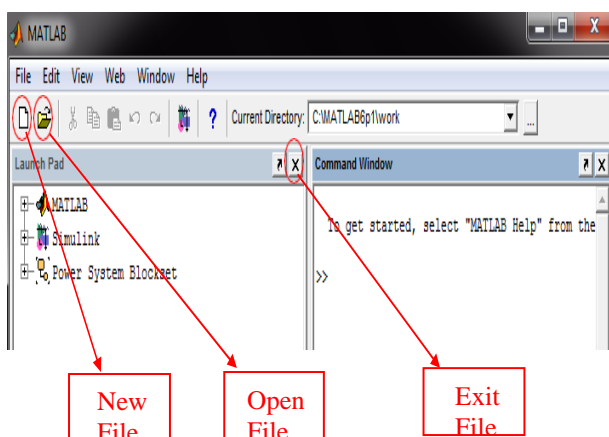 MATLAB
File Edit View Web Window Help
? Current Directory: C:\MATLAB6p1\work ...
Launch Pad
Command Window
MATLAB
Simulink
Power System Blockset
To get started, select "MATLAB Help" from the
>>
New
File
Open
File
Exit
File